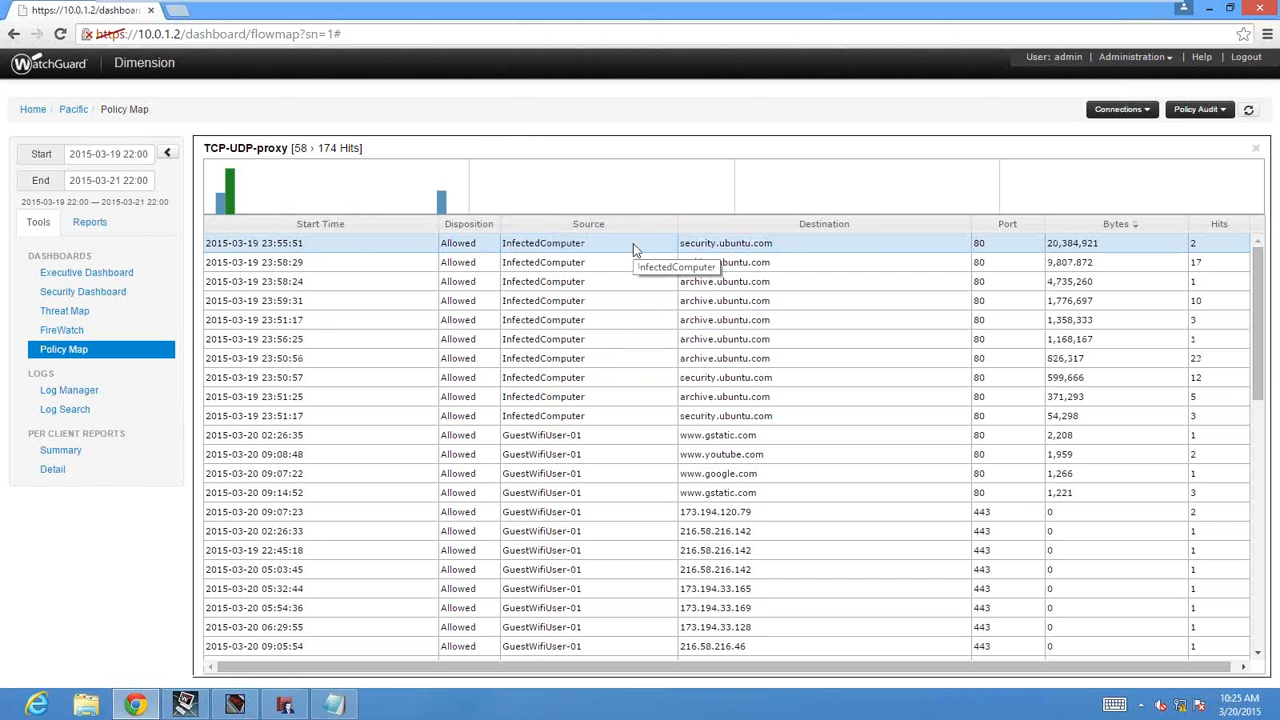 https://10.0.1.2/dashboard/ ×
https://10.0.1.2/dashboard/flowmap?sn=1#
WatchGuard Dimension User: admin Administration Help Logout
Home / Pacific / Policy Map Connections Policy Audit
Start 2015-03-19 22:00
End 2015-03-21 22:00
2015-03-19 22:00 — 2015-03-21 22:00
Tools Reports
DASHBOARDS
Executive Dashboard
Security Dashboard
Threat Map
FireWatch
Policy Map
LOGS
Log Manager
Log Search
PER CLIENT REPORTS
Summary
Detail
TCP-UDP-proxy [58 › 174 Hits] ×
Start Time Disposition Source Destination Port Bytes Hits
2015-03-19 23:55:51 Allowed InfectedComputer security.ubuntu.com 80 20,384,921 2
InfectedComputer
2015-03-19 23:58:29 Allowed InfectedComputer .ubuntu.com 80 9,807,872 17
2015-03-19 23:58:24 Allowed InfectedComputer archive.ubuntu.com 80 4,735,260 1
2015-03-19 23:59:31 Allowed InfectedComputer archive.ubuntu.com 80 1,776,697 10
2015-03-19 23:51:17 Allowed InfectedComputer archive.ubuntu.com 80 1,358,333 3
2015-03-19 23:56:25 Allowed InfectedComputer archive.ubuntu.com 80 1,168,167 1
2015-03-19 23:50:56 Allowed InfectedComputer archive.ubuntu.com 80 826,317 22
2015-03-19 23:50:57 Allowed InfectedComputer security.ubuntu.com 80 599,666 12
2015-03-19 23:51:25 Allowed InfectedComputer archive.ubuntu.com 80 371,293 5
2015-03-19 23:51:17 Allowed InfectedComputer security.ubuntu.com 80 54,298 3
2015-03-20 02:26:35 Allowed GuestWifiUser-01 www.gstatic.com 80 2,208 1
2015-03-20 09:08:48 Allowed GuestWifiUser-01 www.youtube.com 80 1,959 2
2015-03-20 09:07:22 Allowed GuestWifiUser-01 www.google.com 80 1,266 1
2015-03-20 09:14:52 Allowed GuestWifiUser-01 www.gstatic.com 80 1,221 3
2015-03-20 09:07:23 Allowed GuestWifiUser-01 173.194.120.79 443 0 2
2015-03-20 02:26:33 Allowed GuestWifiUser-01 216.58.216.142 443 0 1
2015-03-19 22:45:18 Allowed GuestWifiUser-01 216.58.216.142 443 0 1
2015-03-20 05:03:45 Allowed GuestWifiUser-01 216.58.216.142 443 0 1
2015-03-20 05:32:44 Allowed GuestWifiUser-01 173.194.33.165 443 0 1
2015-03-20 05:54:36 Allowed GuestWifiUser-01 173.194.33.169 443 0 1
2015-03-20 06:29:55 Allowed GuestWifiUser-01 173.194.33.128 443 0 1
2015-03-20 09:05:54 Allowed GuestWifiUser-01 216.58.216.46 443 0 1
10:25 AM
3/20/2015